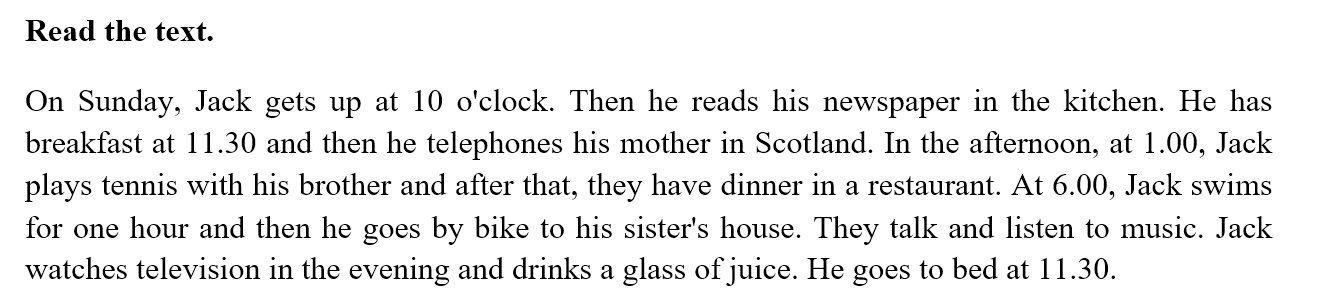 Read the text.
On Sunday, Jack gets up at 10 o'clock. Then he reads his newspaper in the kitchen. He has
breakfast at 11.30 and then he telephones his mother in Scotland. In the afternoon, at 1.00, Jack
plays tennis with his brother and after that, they have dinner in a restaurant. At 6.00, Jack swims
for one hour and then he goes by bike to his sister's house. They talk and listen to music. Jack
watches television in the evening and drinks a glass of juice. He goes to bed at 11.30.